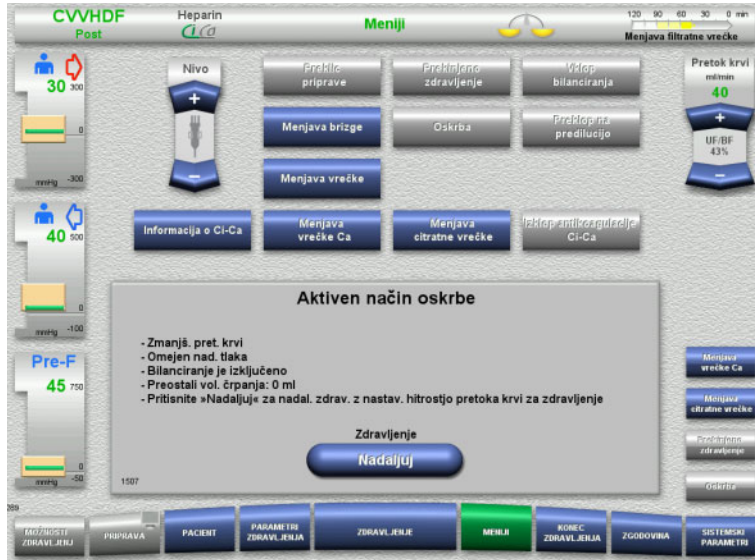 CVVHDF
Post
Heparin
Ci Ca
Meniji
120 90 60 30 0 min
Menjava filtratne vrečke
30 300
0
mmHg -300
Nivo
+
–
Preklic
priprave
Prekinjeno
zdravljenje
Vklop
bilanciranja
Menjava brizge
Oskrba
Preklop na
predilucijo
Menjava vrečke
Pretok krvi
ml/min
40
+
UF/BF
43%
–
40 500
0
mmHg -100
Informacija o Ci-Ca
Menjava
vrečke Ca
Menjava
citratne vrečke
Izklop antikoagulacije
Ci-Ca
Aktiven način oskrbe
- Zmanjš. pret. krvi
- Omejen nad. tlaka
- Bilanciranje je izključeno
- Preostali vol. črpanja: 0 ml
- Pritisnite »Nadaljuj« za nadal. zdrav. z nastav. hitrostjo pretoka krvi za zdravljenje
Zdravljenje
Nadaljuj
1507
Pre-F
45 750
0
mmHg -50
Menjava
vrečke Ca
Menjava
citratne vrečke
Prekinjeno
zdravljenje
Oskrba
289
MOŽNOSTI
ZDRAVLJENJ
PRIPRAVA
PACIENT
PARAMETRI
ZDRAVLJENJA
ZDRAVLJENJE
MENIJI
KONEC
ZDRAVLJENJA
ZGODOVINA
SISTEMSKI
PARAMETRI